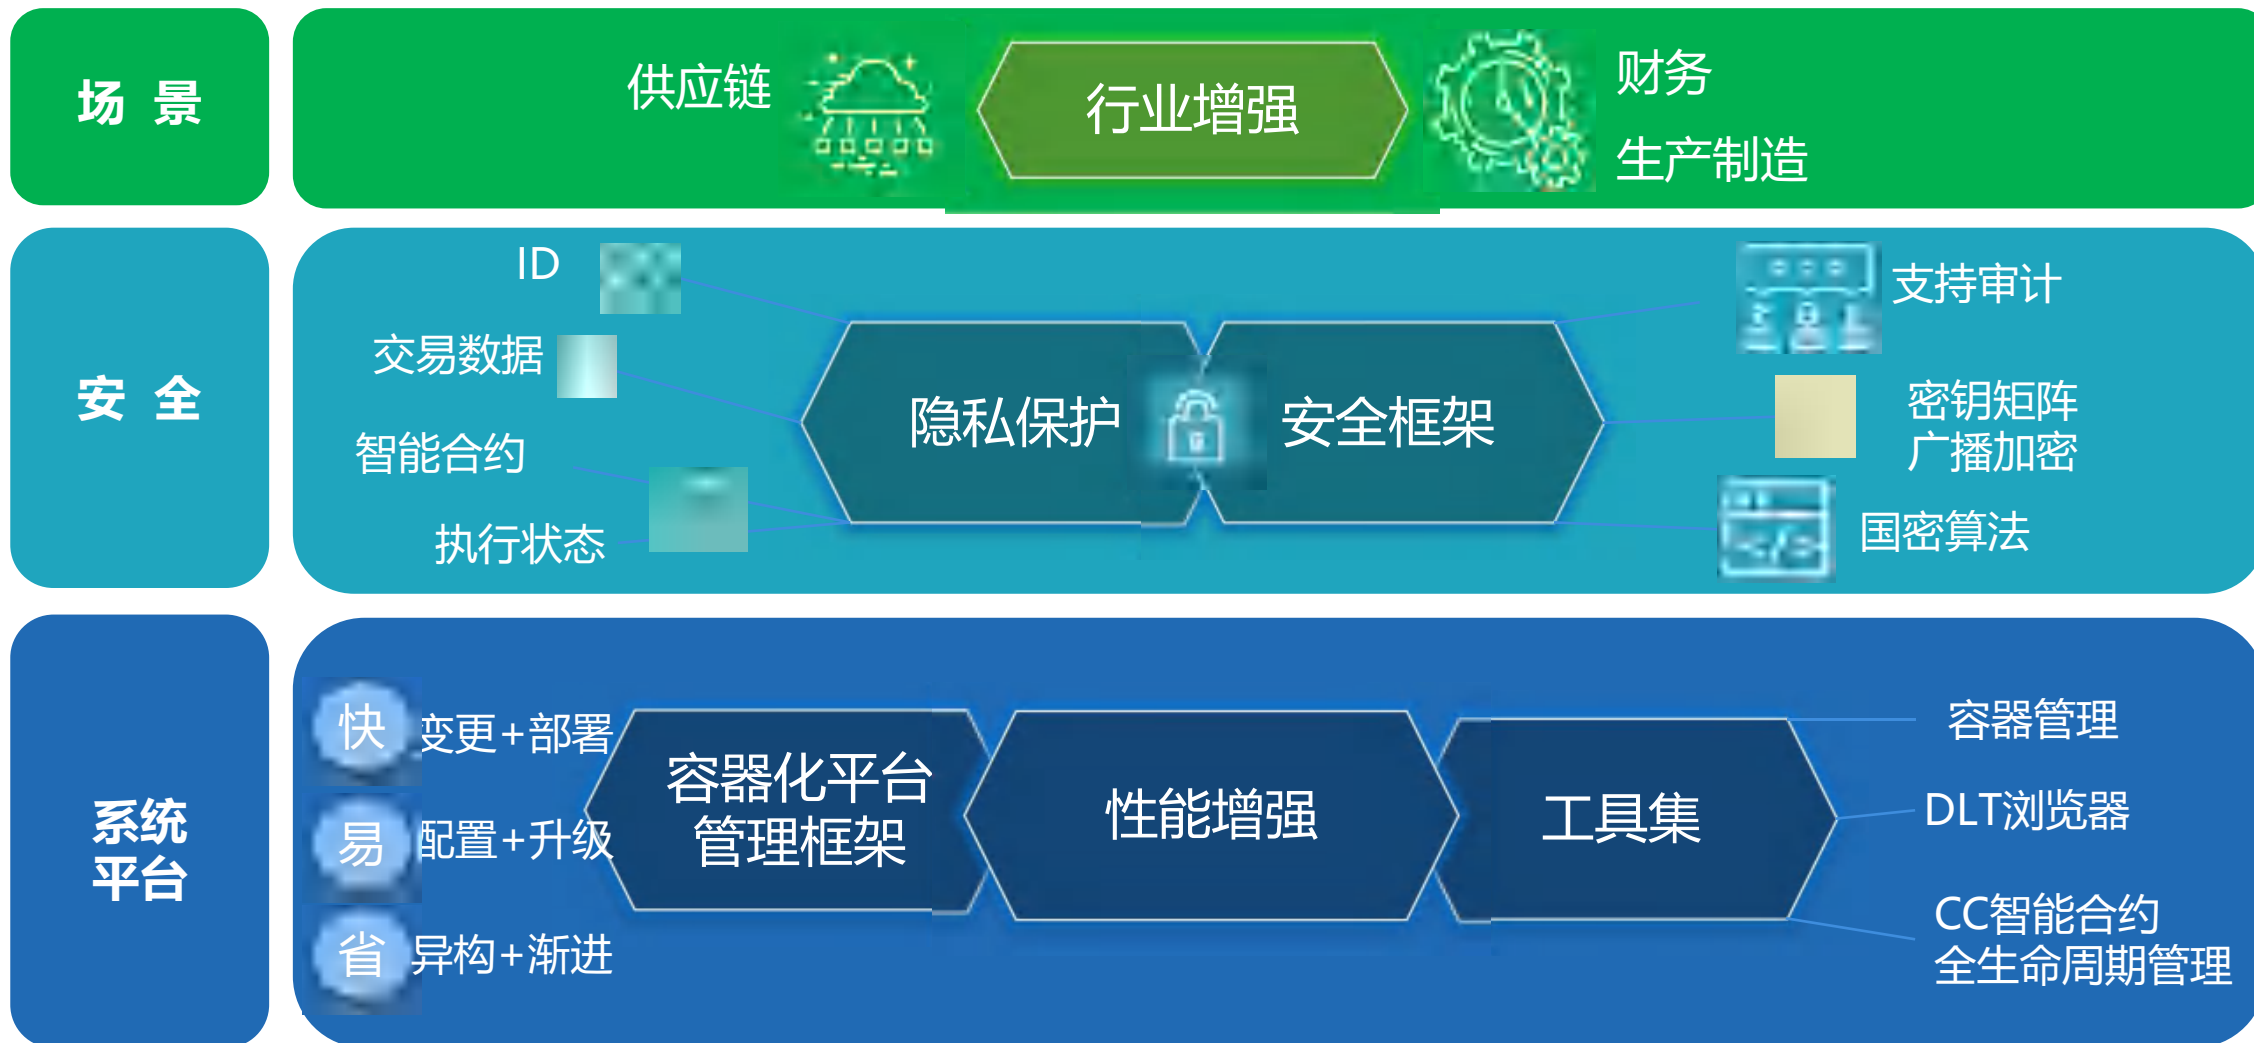 场 景
供应链
行业增强
财务
生产制造
安 全
ID
交易数据
智能合约
执行状态
隐私保护
安全框架
支持审计
密钥矩阵
广播加密
国密算法
系统
平台
快
变更+部署
易
配置+升级
省
异构+渐进
容器化平台
管理框架
性能增强
工具集
容器管理
DLT浏览器
CC智能合约
全生命周期管理